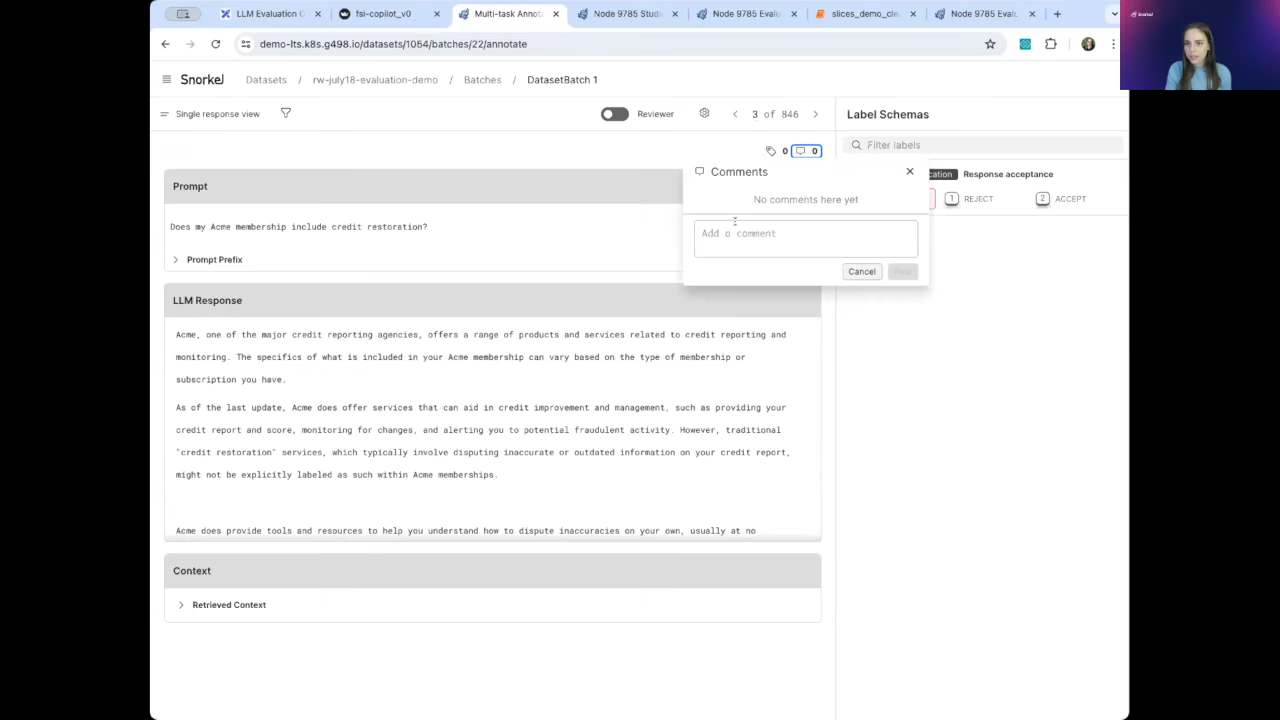 LLM Evaluation C
fsi-copilot_v0
Multi-task Annota
Node 9785 Stude
Node 9785 Evalu
slices_demo_clea
Node 9785 Evalu
demo-lts.k8s.g498.io/datasets/1054/batches/22/annotate
Snorkel
Snorkel
Datasets / rw-july18-evaluation-demo / Batches / DatasetBatch 1
Single response view
Reviewer
3 of 846
Label Schemas
Filter labels
0
0
Comments
No comments here yet
Add a comment
Cancel
Post
Response acceptance
1 REJECT
2 ACCEPT
Prompt
Does my Acme membership include credit restoration?
Prompt Prefix
LLM Response
Acme, one of the major credit reporting agencies, offers a range of products and services related to credit reporting and
monitoring. The specifics of what is included in your Acme membership can vary based on the type of membership or
subscription you have.
As of the last update, Acme does offer services that can aid in credit improvement and management, such as providing your
credit report and score, monitoring for changes, and alerting you to potential fraudulent activity. However, traditional
"credit restoration" services, which typically involve disputing inaccurate or outdated information on your credit report,
might not be explicitly labeled as such within Acme memberships.
Acme does provide tools and resources to help you understand how to dispute inaccuracies on your own, usually at no
Context
Retrieved Context